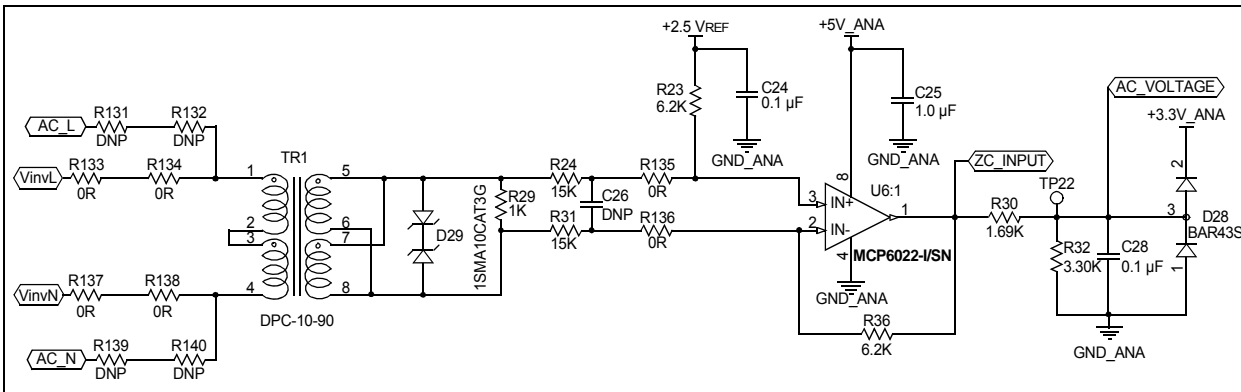 +2.5 VREF
+5V_ANA
AC_VOLTAGE
R23
6.2K
C24
0.1 µF
C25
1.0 µF
+3.3V_ANA
R131
R132
AC_L
DNP
DNP
GND_ANA
GND_ANA
ZC_INPUT
R133
R134
VinvL
0R
0R
TR1
1
5
R24
15K
R135
0R
8
U6:1
TP22
2
2
3
6
7
R29
1K
C26
DNP
3
IN+
1
R30
1.69K
3
D28
BAR43S
D29
1SMA10CAT3G
R31
15K
R136
0R
2
IN-
MCP6022-I/SN
4
R32
3.30K
C28
0.1 µF
1
R137
R138
VinvN
0R
0R
4
8
GND_ANA
DPC-10-90
R139
R140
AC_N
DNP
DNP
R36
6.2K
GND_ANA